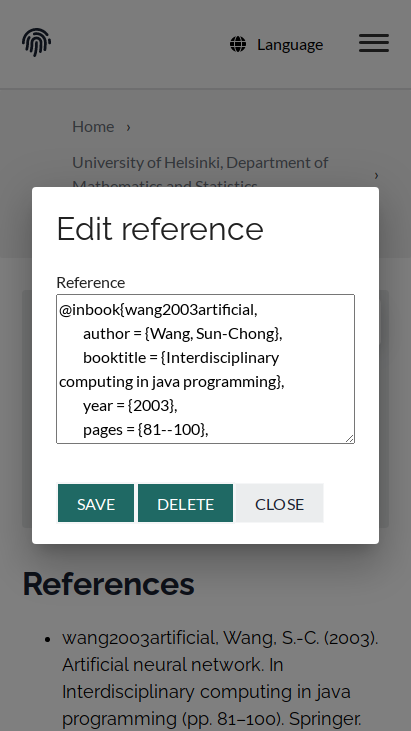 Language
Home ›
University of Helsinki, Department of
Mathematics and Statistics ›
Edit reference
Reference
@inbook{wang2003artificial,
author = {Wang, Sun-Chong},
booktitle = {Interdisciplinary
computing in java programming},
year = {2003},
pages = {81--100},
SAVE DELETE CLOSE
References
wang2003artificial, Wang, S.-C. (2003).
Artificial neural network. In
Interdisciplinary computing in java
programming (pp. 81–100). Springer.